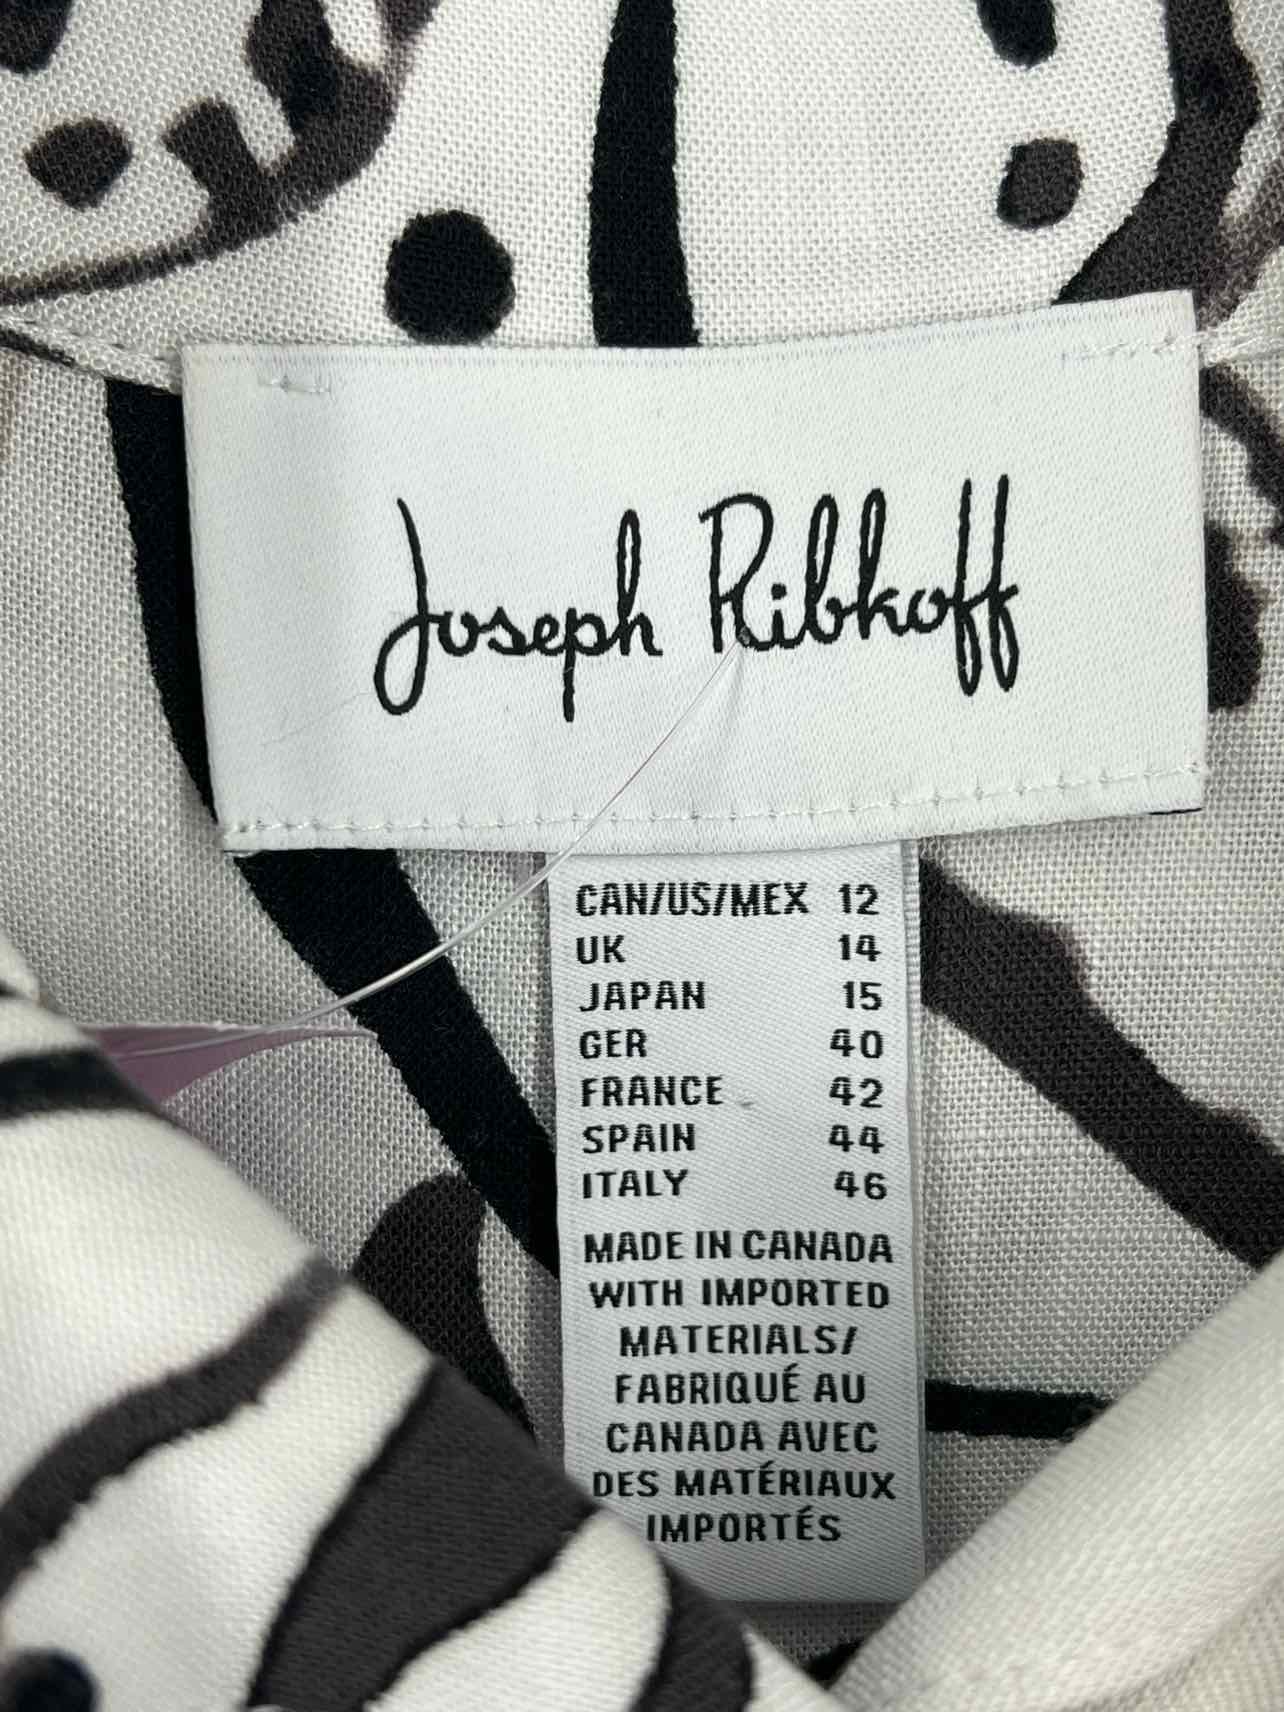 Joseph Ribkoff
CAN/US/MEX 12
UK 14
JAPAN 15
GER 40
FRANCE 42
SPAIN 44
ITALY 46
MADE IN CANADA
WITH IMPORTED
MATERIALS/
FABRIQUÉ AU
CANADA AVEC
DES MATÉRIAUX
IMPORTÉS